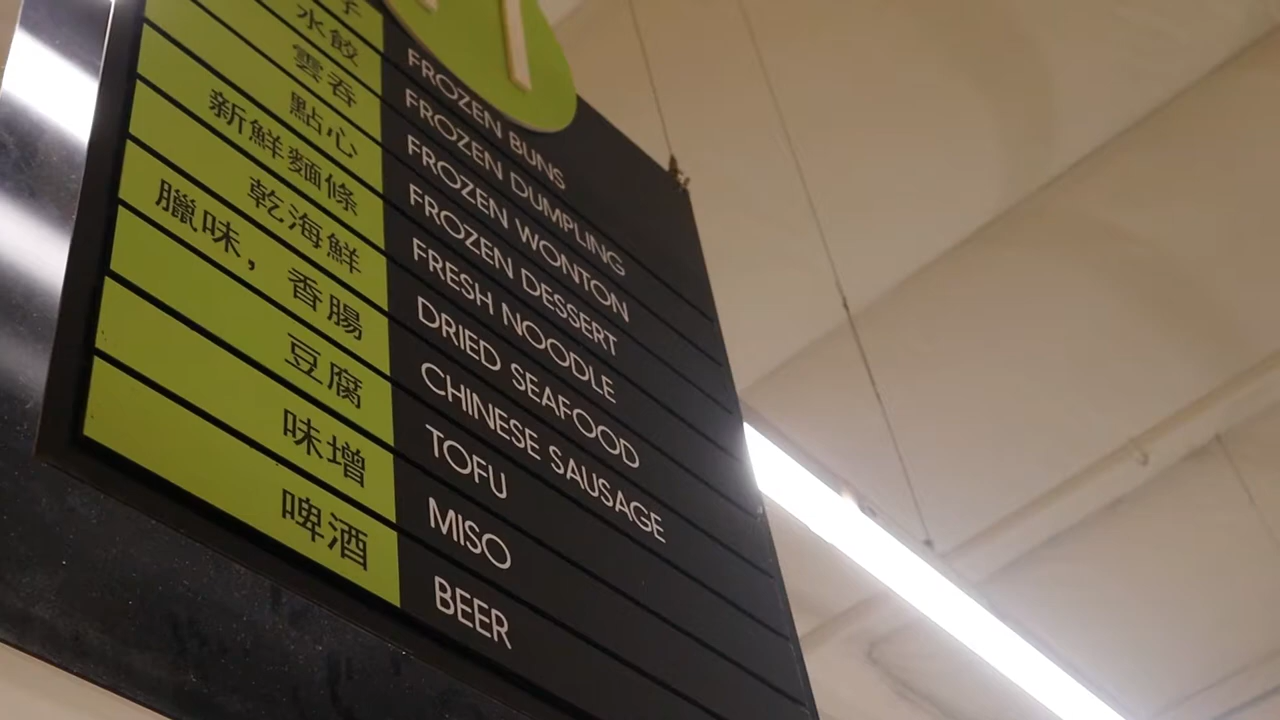 子 FROZEN BUNS
水餃 FROZEN DUMPLING
雲吞 FROZEN WONTON
點心 FROZEN DESSERT
新鮮麵條 FRESH NOODLE
乾海鮮 DRIED SEAFOOD
臘味，香腸 CHINESE SAUSAGE
豆腐 TOFU
味增 MISO
啤酒 BEER